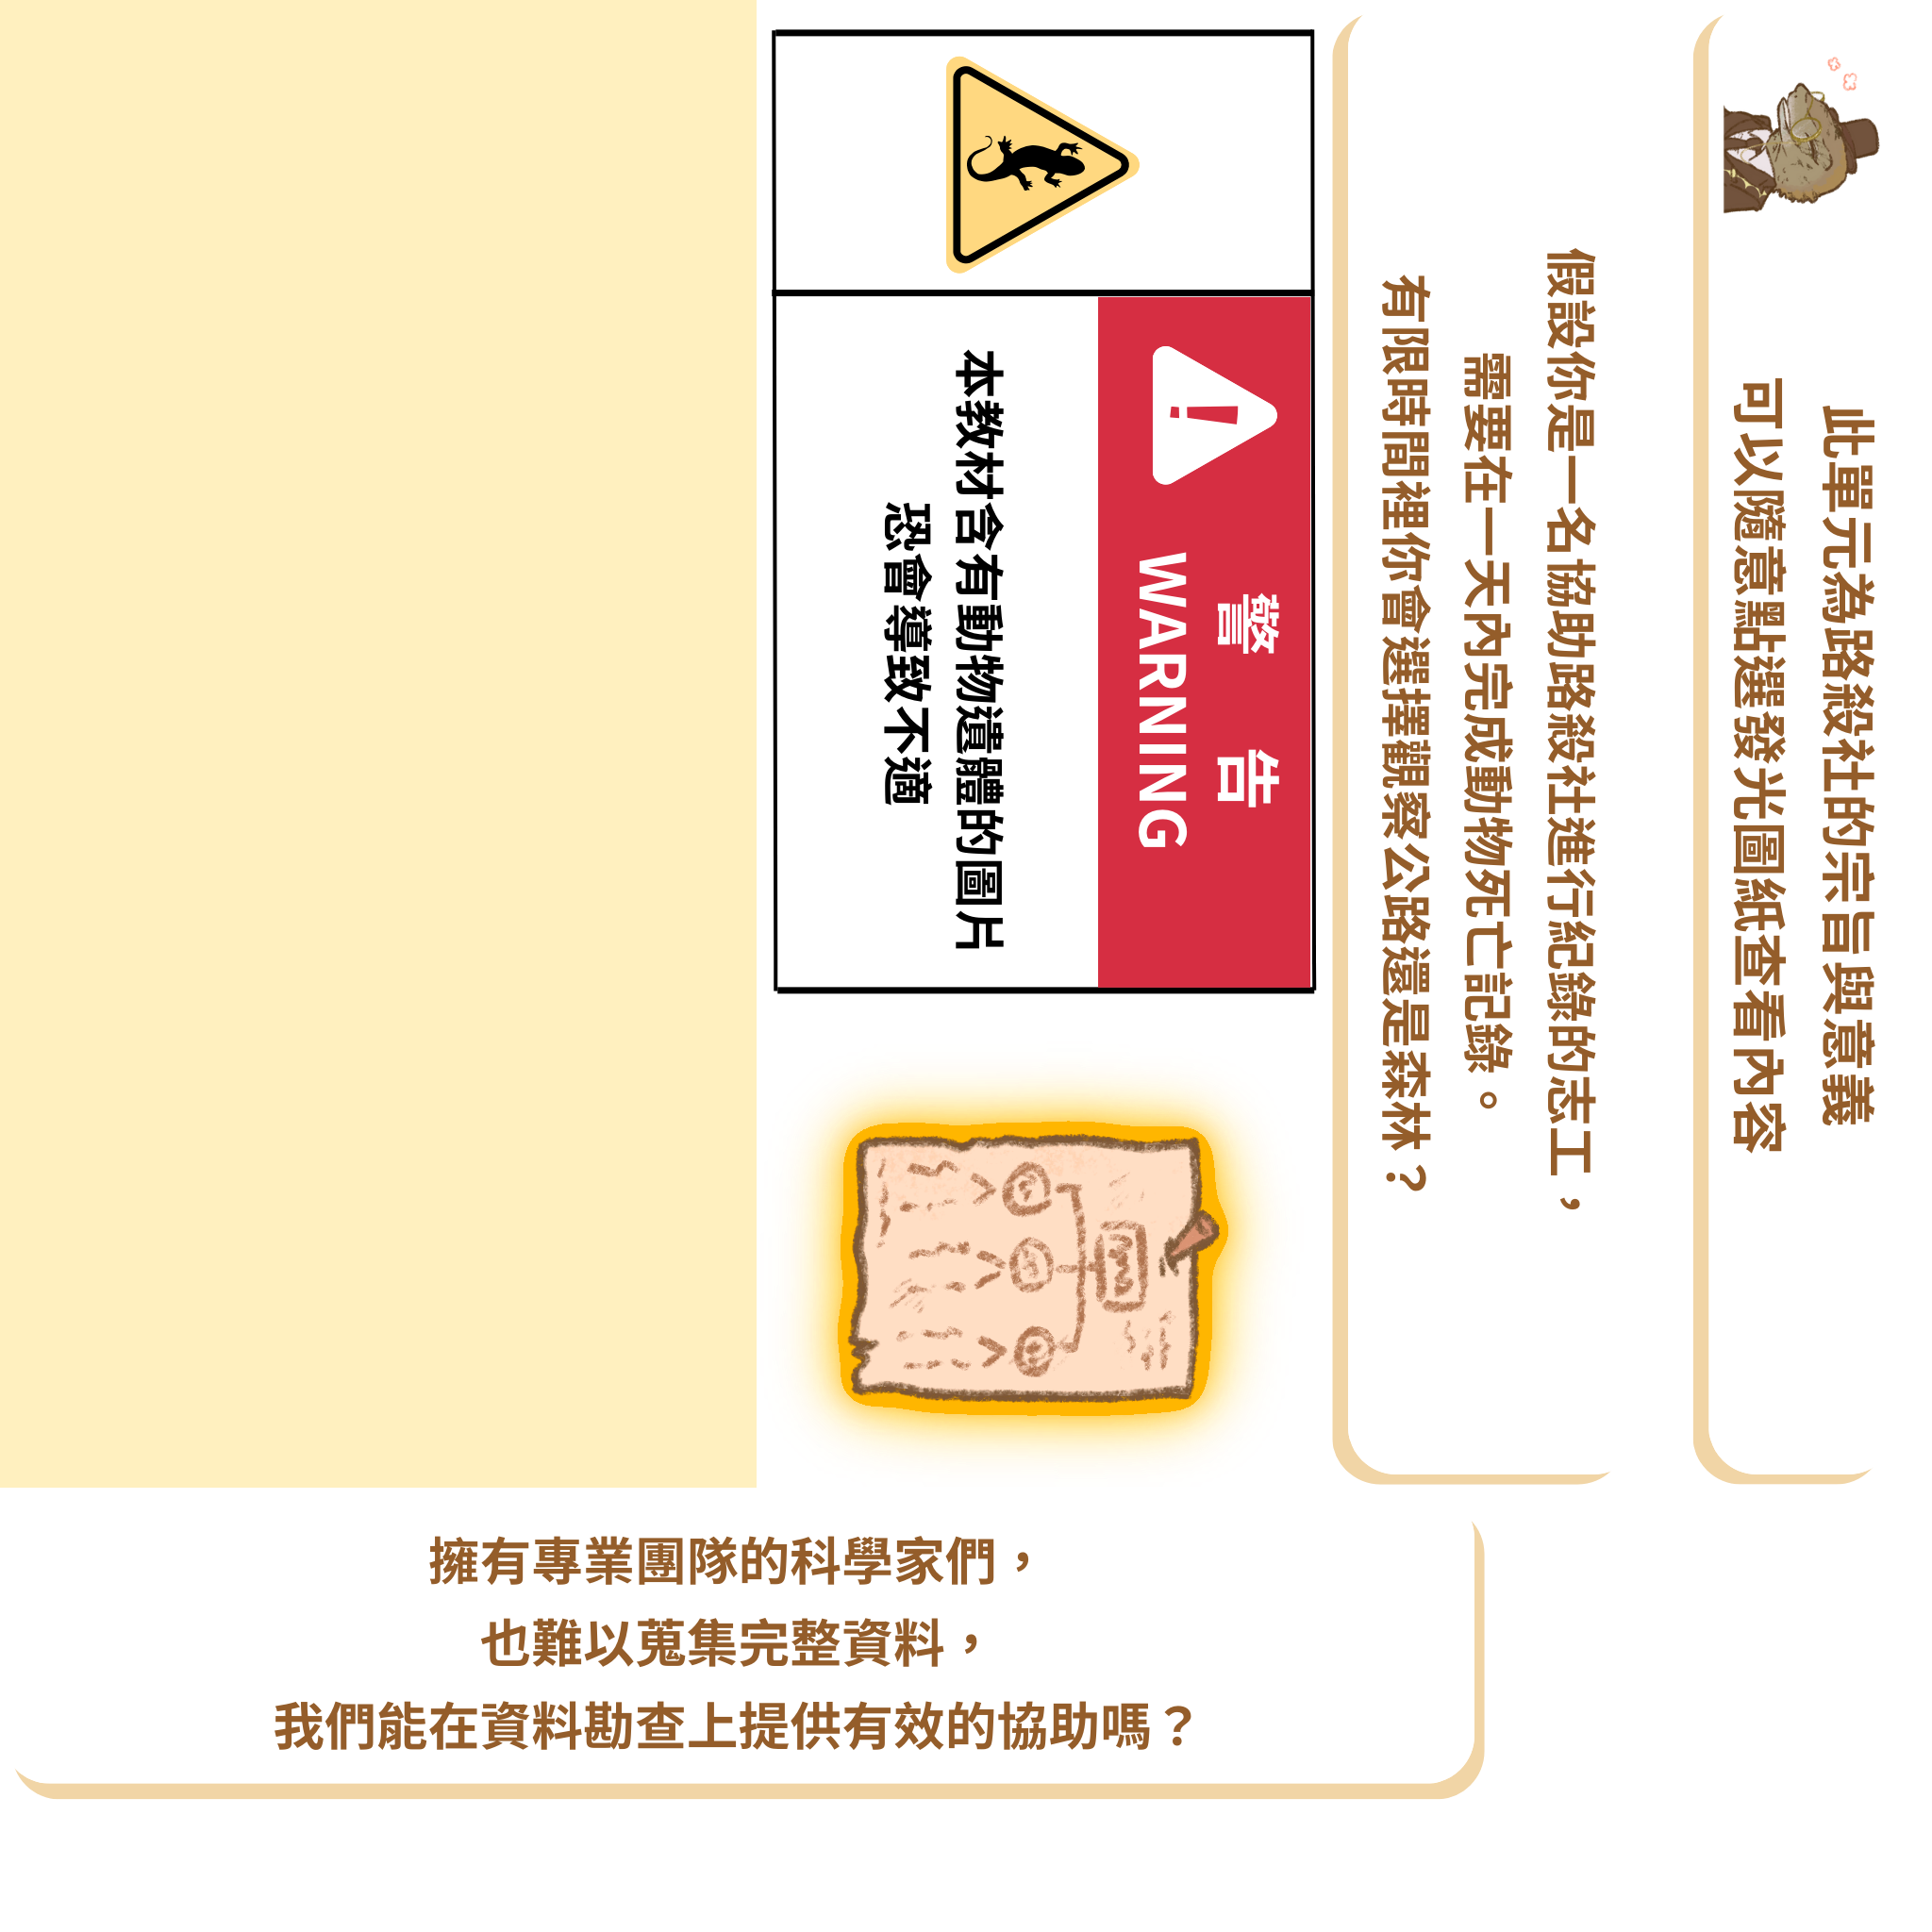 此單元為路殺社的宗旨與意義
可以隨意點選發光圖紙查看內容
假設你是一名協助路殺社進行紀錄的志工，
需要在一天內完成動物死亡記錄。
有限時間裡你會選擇觀察公路還是森林？
警 告
WARNING
本教材含有動物遺體的圖片
恐會導致不適
擁有專業團隊的科學家們，
也難以蒐集完整資料，
我們能在資料勘查上提供有效的協助嗎？